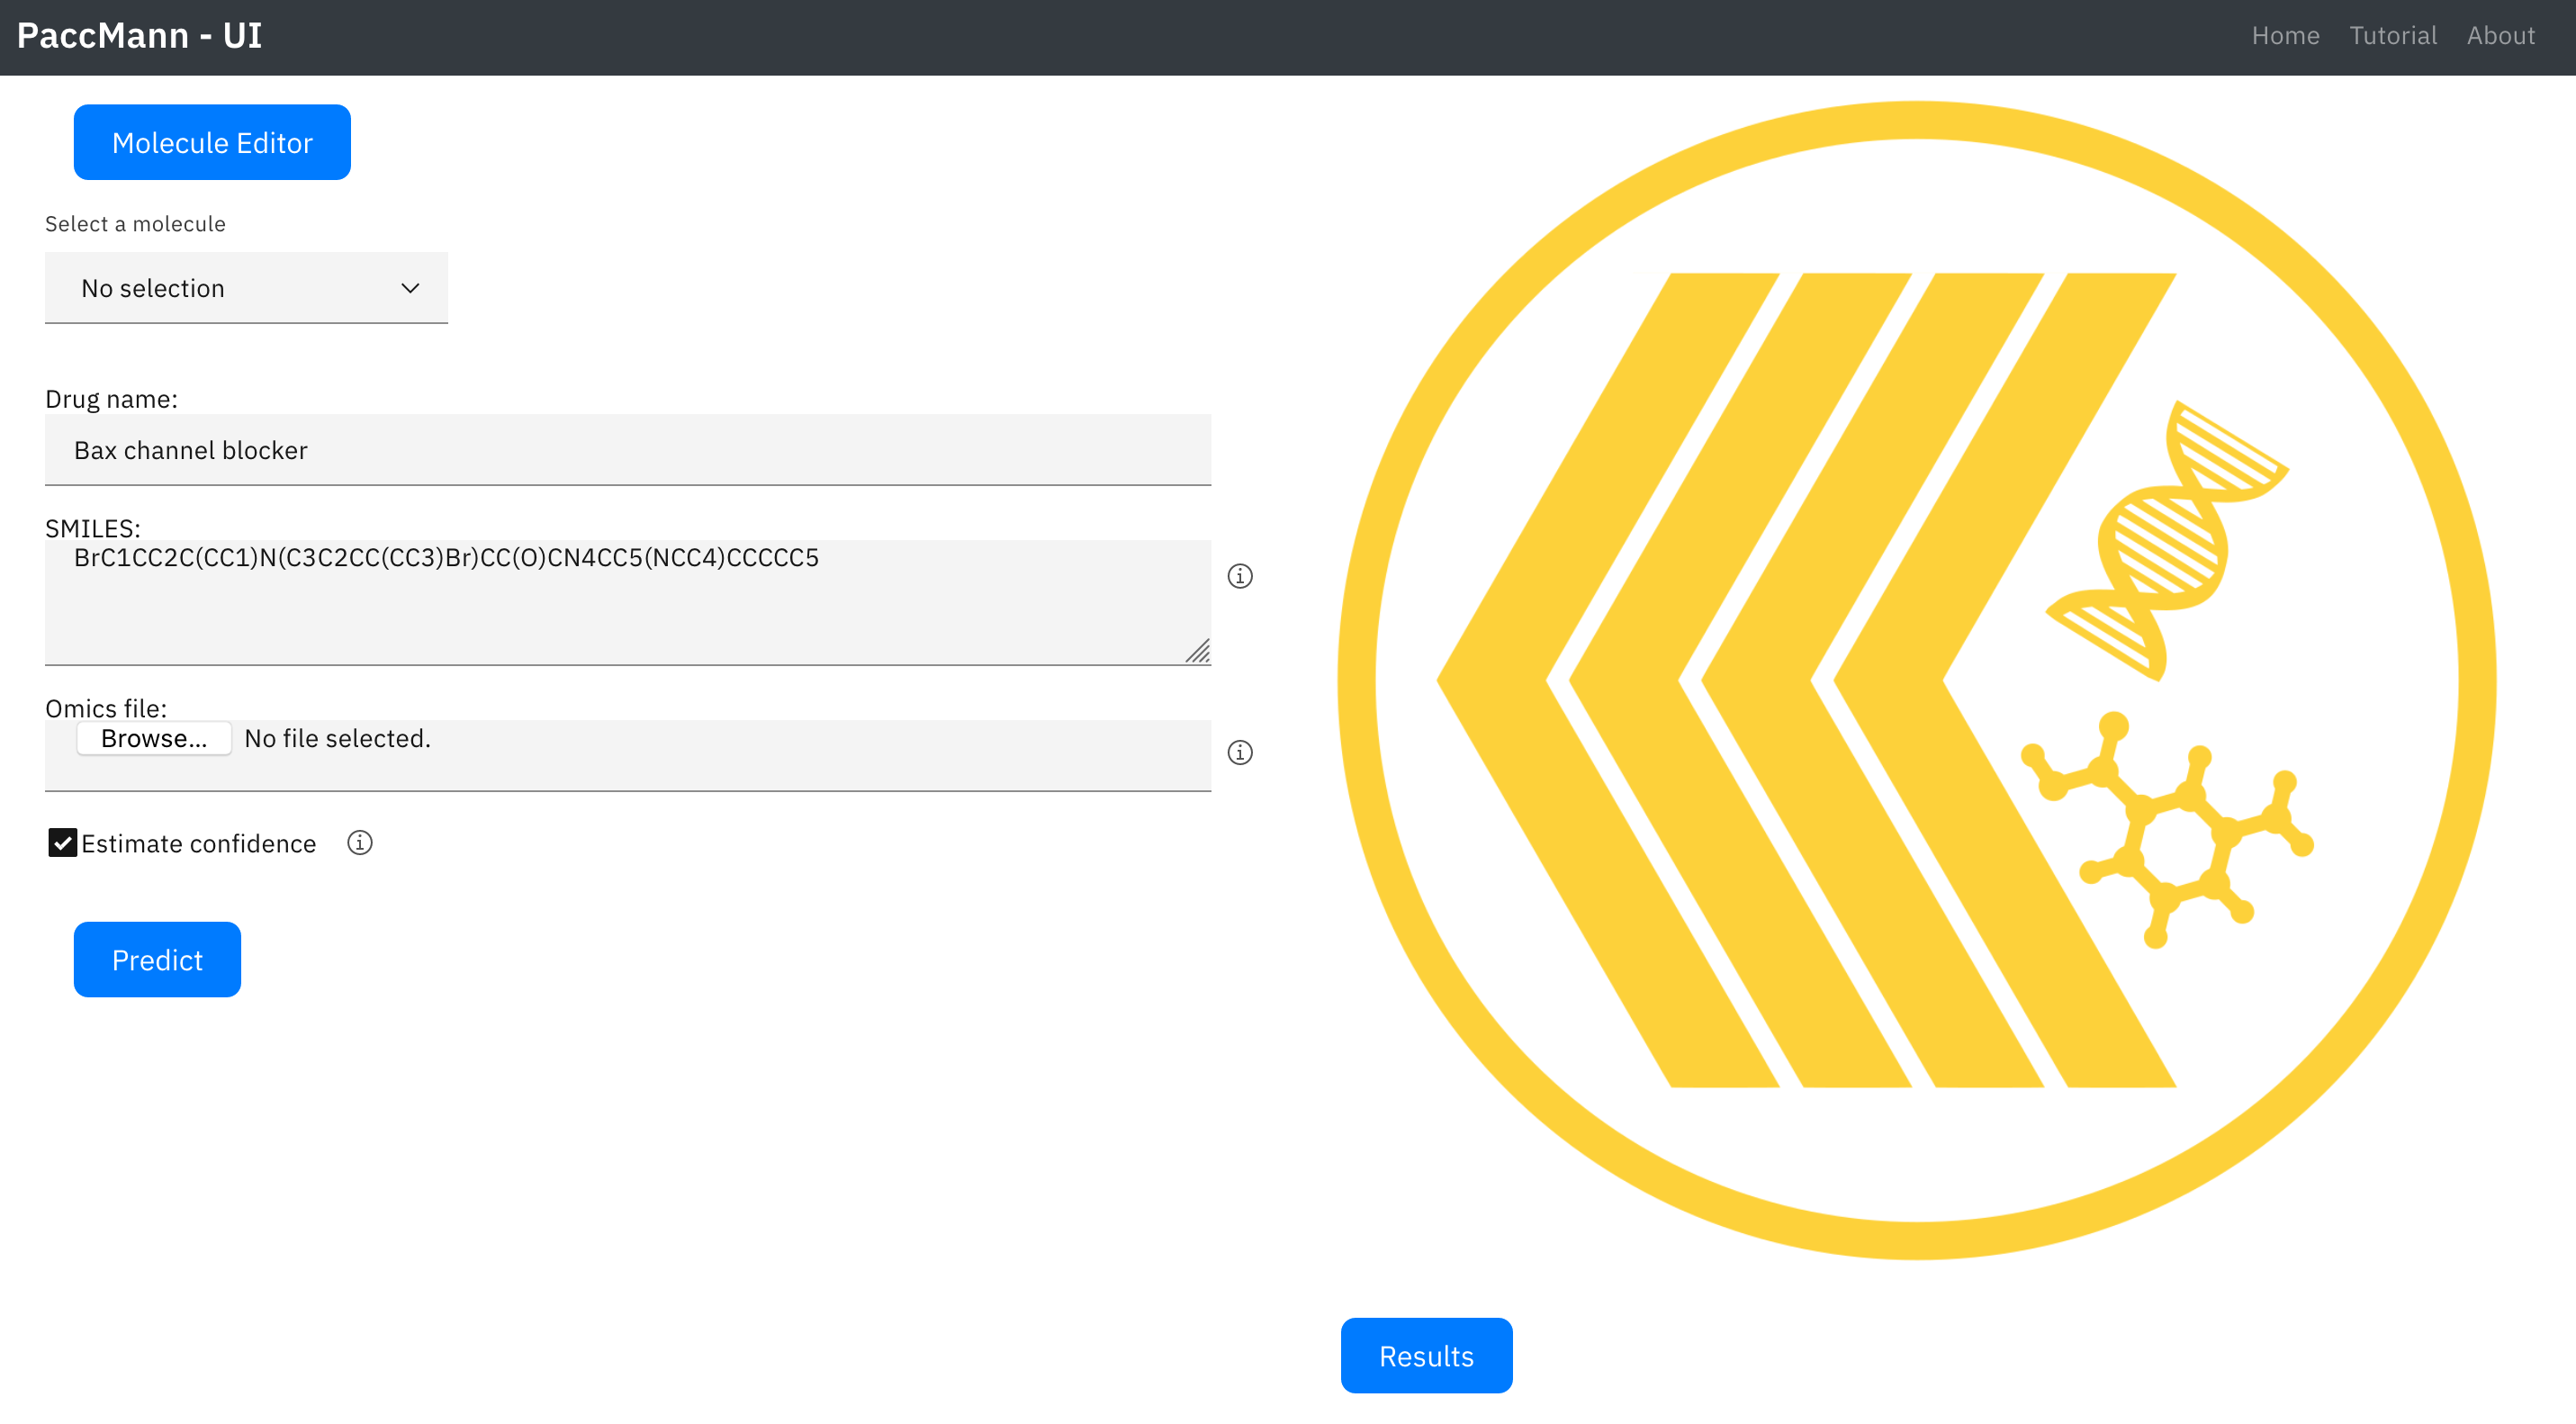 PaccMann - UI
Home Tutorial About
Molecule Editor
Select a molecule
No selection
Drug name:
Bax channel blocker
SMILES:
BrC1CC2C(CC1)N(C3C2CC(CC3)Br)CC(O)CN4CC5(NCC4)CCCCC5
Omics file:
Browse... No file selected.
Estimate confidence
Predict
Results